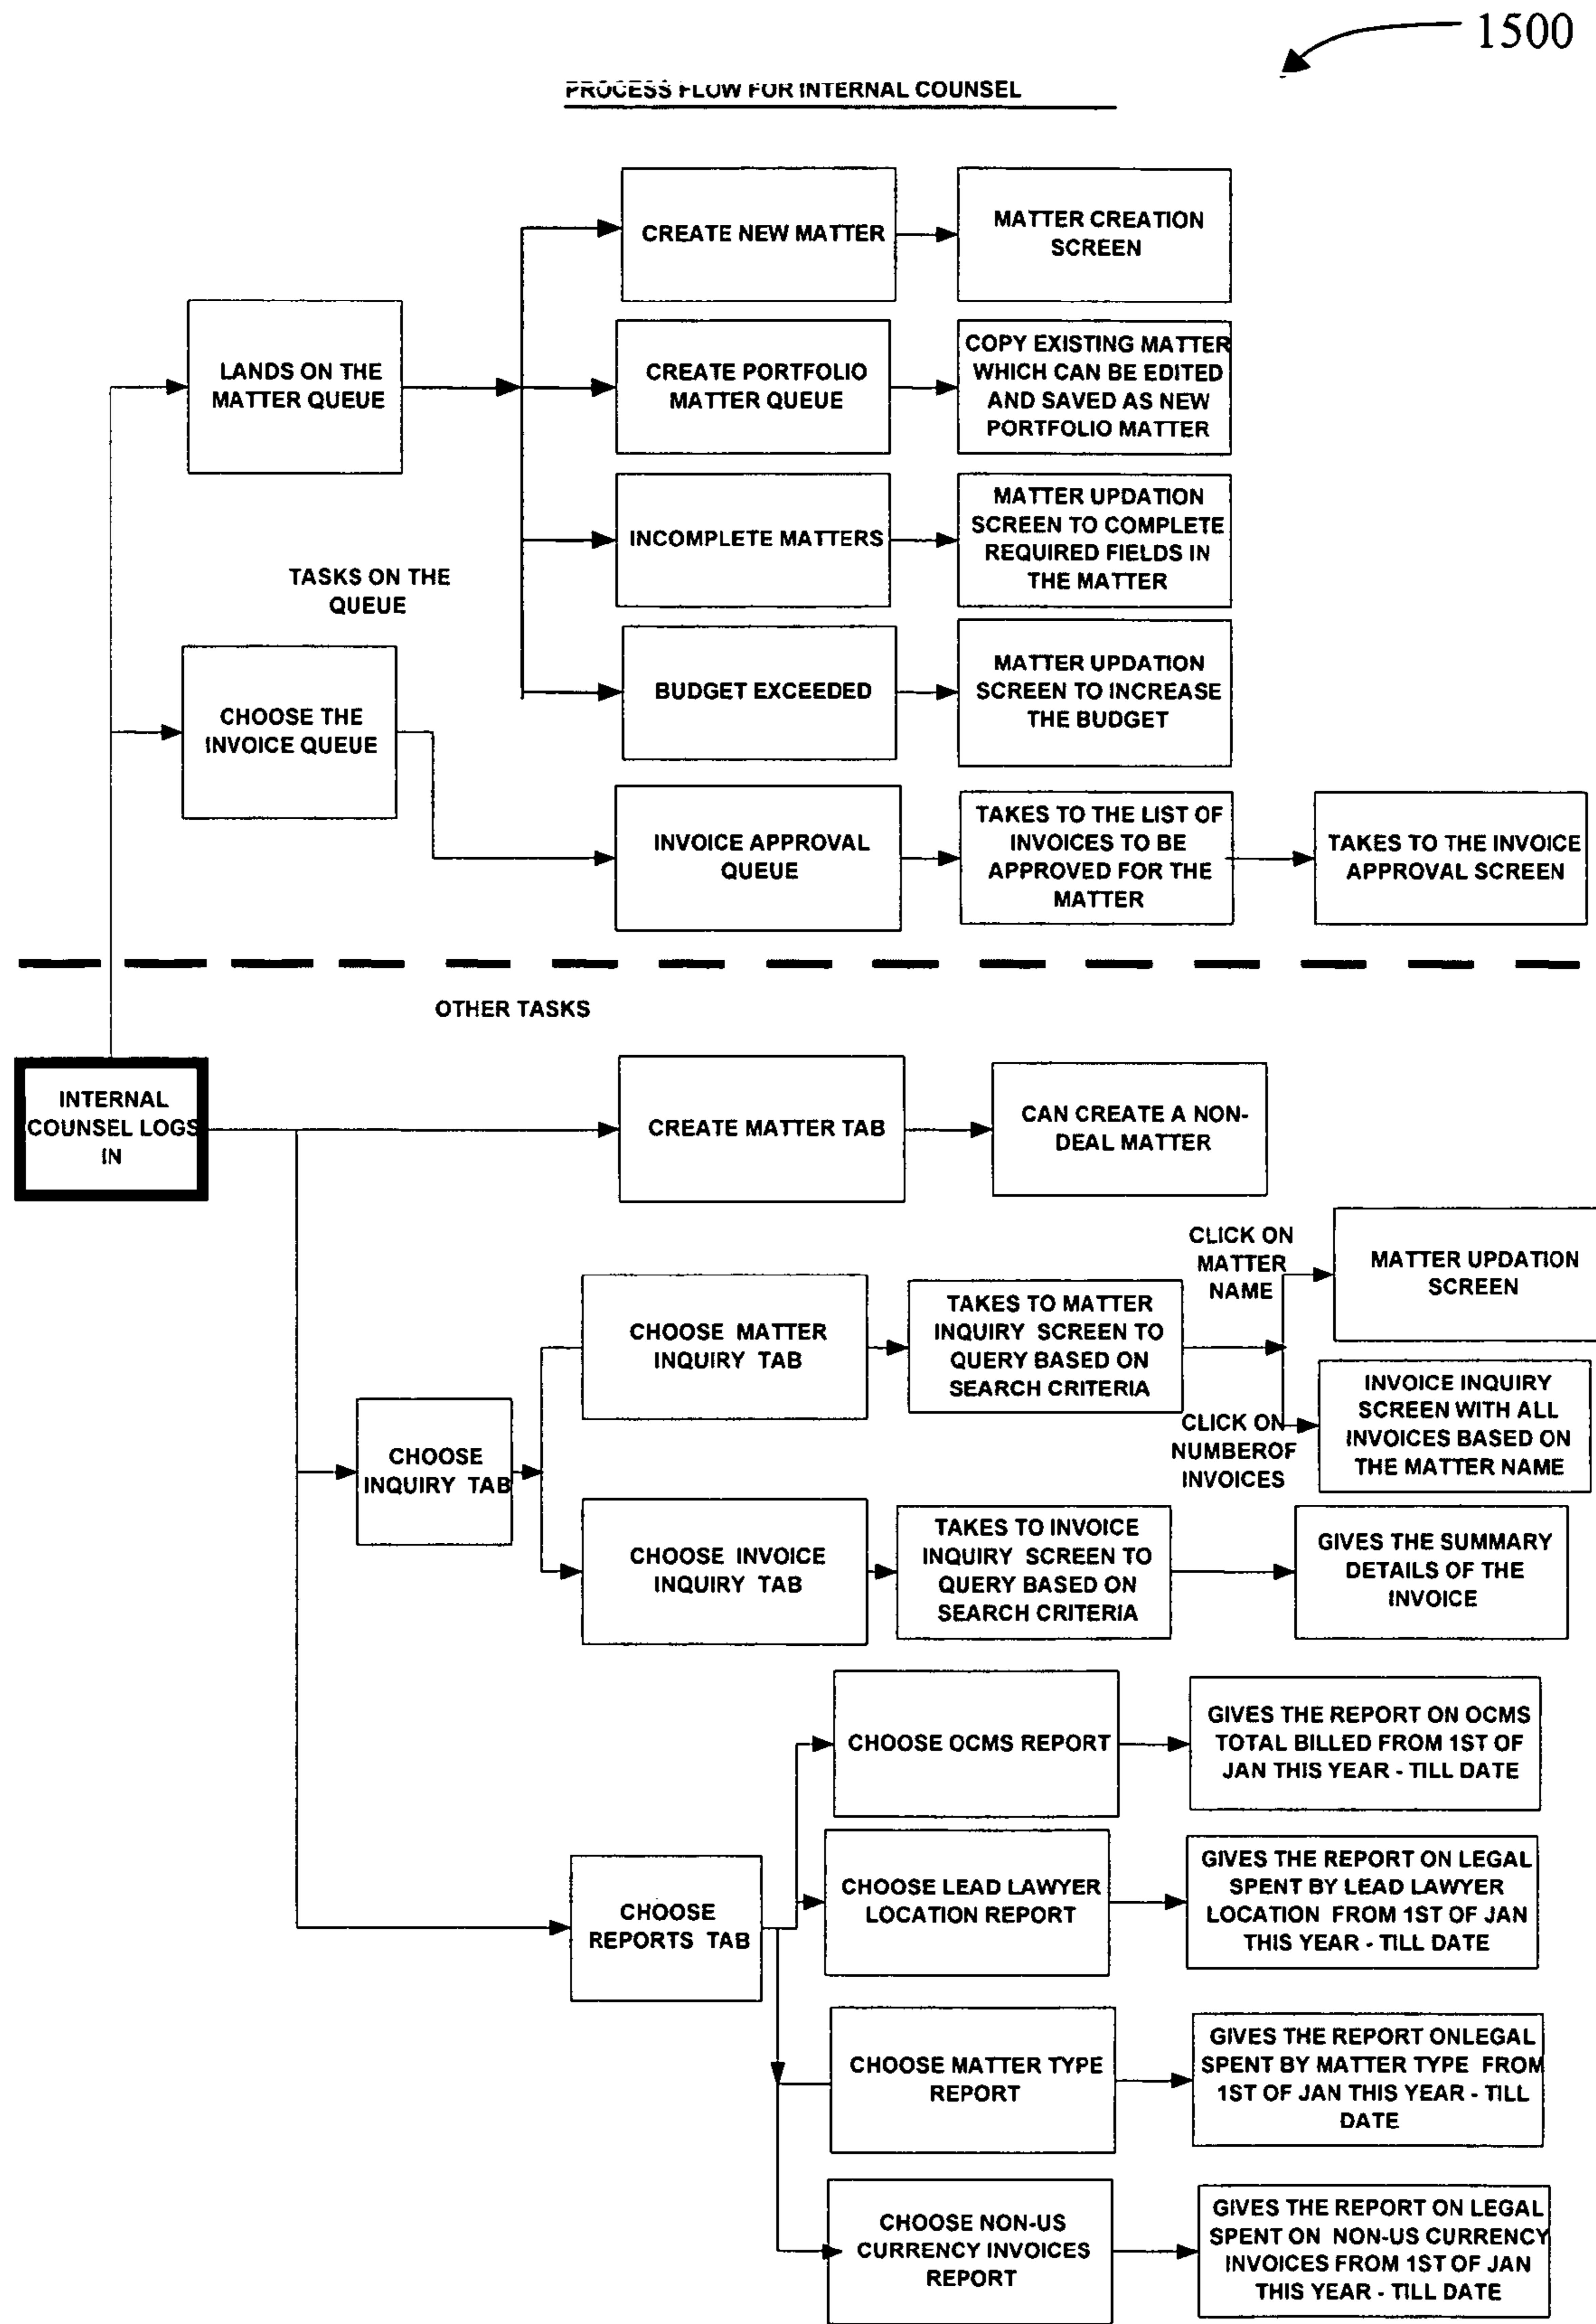 1500
PROCESS FLOW FOR INTERNAL COUNSEL
CREATE NEW MATTER
MATTER CREATION
SCREEN
LANDS ON THE
MATTER QUEUE
CREATE PORTFOLIO
MATTER QUEUE
COPY EXISTING MATTER
WHICH CAN BE EDITED
AND SAVED AS NEW
PORTFOLIO MATTER
INCOMPLETE MATTERS
MATTER UPDATION
SCREEN TO COMPLETE
REQUIRED FIELDS IN
THE MATTER
TASKS ON THE
QUEUE
BUDGET EXCEEDED
MATTER UPDATION
SCREEN TO INCREASE
THE BUDGET
CHOOSE THE
INVOICE QUEUE
INVOICE APPROVAL
QUEUE
TAKES TO THE LIST OF
INVOICES TO BE
APPROVED FOR THE
MATTER
TAKES TO THE INVOICE
APPROVAL SCREEN
OTHER TASKS
INTERNAL
COUNSEL LOGS
IN
CREATE MATTER TAB
CAN CREATE A NON-
DEAL MATTER
CLICK ON
MATTER
NAME
MATTER UPDATION
SCREEN
CHOOSE MATTER
INQUIRY TAB
TAKES TO MATTER
INQUIRY SCREEN TO
QUERY BASED ON
SEARCH CRITERIA
CLICK ON
NUMBEROF
INVOICES
INVOICE INQUIRY
SCREEN WITH ALL
INVOICES BASED ON
THE MATTER NAME
CHOOSE
INQUIRY TAB
CHOOSE INVOICE
INQUIRY TAB
TAKES TO INVOICE
INQUIRY SCREEN TO
QUERY BASED ON
SEARCH CRITERIA
GIVES THE SUMMARY
DETAILS OF THE
INVOICE
CHOOSE OCMS REPORT
GIVES THE REPORT ON OCMS
TOTAL BILLED FROM 1ST OF
JAN THIS YEAR - TILL DATE
CHOOSE
REPORTS TAB
CHOOSE LEAD LAWYER
LOCATION REPORT
GIVES THE REPORT ON LEGAL
SPENT BY LEAD LAWYER
LOCATION FROM 1ST OF JAN
THIS YEAR - TILL DATE
CHOOSE MATTER TYPE
REPORT
GIVES THE REPORT ONLEGAL
SPENT BY MATTER TYPE FROM
1ST OF JAN THIS YEAR - TILL
DATE
CHOOSE NON-US
CURRENCY INVOICES
REPORT
GIVES THE REPORT ON LEGAL
SPENT ON NON-US CURRENCY
INVOICES FROM 1ST OF JAN
THIS YEAR - TILL DATE